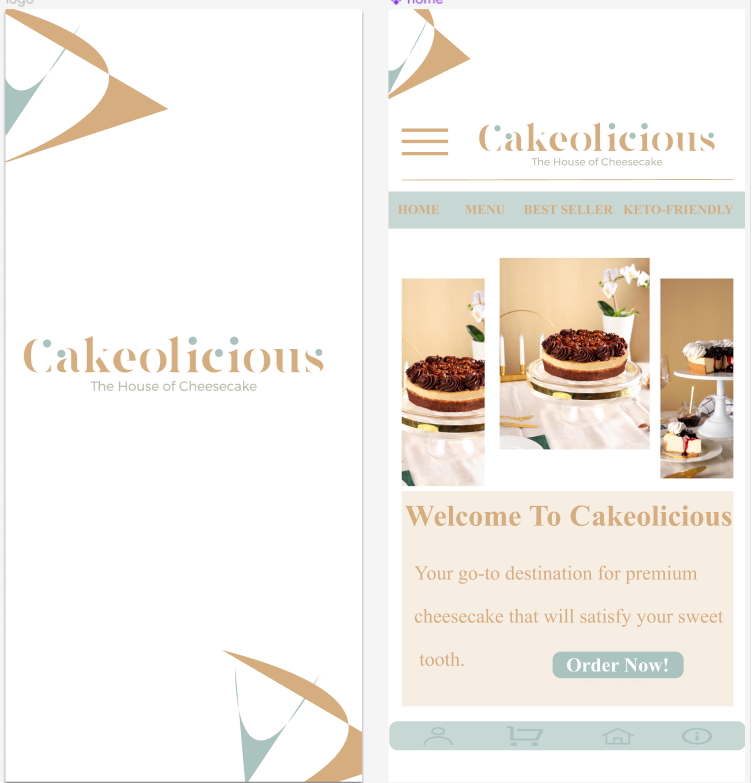 logo
home
Cakeolicious
The House of Cheesecake
Cakeolicious
The House of Cheesecake
HOME MENU BEST SELLER KETO-FRIENDLY
Welcome To Cakeolicious
Your go-to destination for premium
cheesecake that will satisfy your sweet
tooth.
Order Now!